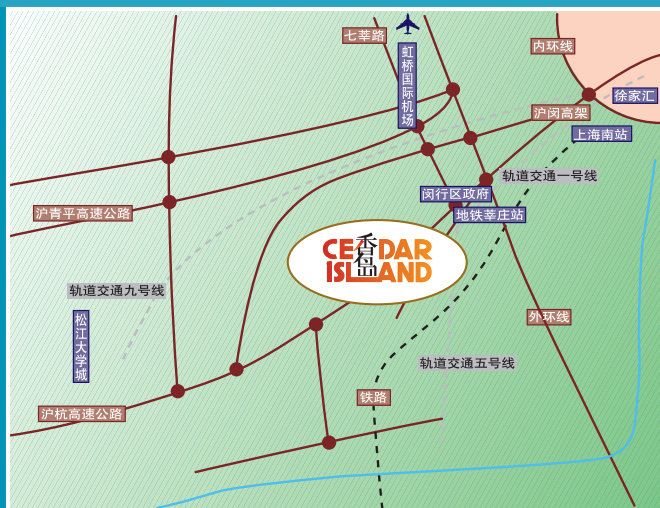 七莘路
虹桥国际机场
内环线
徐家汇
沪闵高架
上海南站
轨道交通一号线
闵行区政府
地铁莘庄站
沪青平高速公路
香岛
CEDAR
ISLAND
轨道交通九号线
松江大学城
外环线
轨道交通五号线
铁路
沪杭高速公路